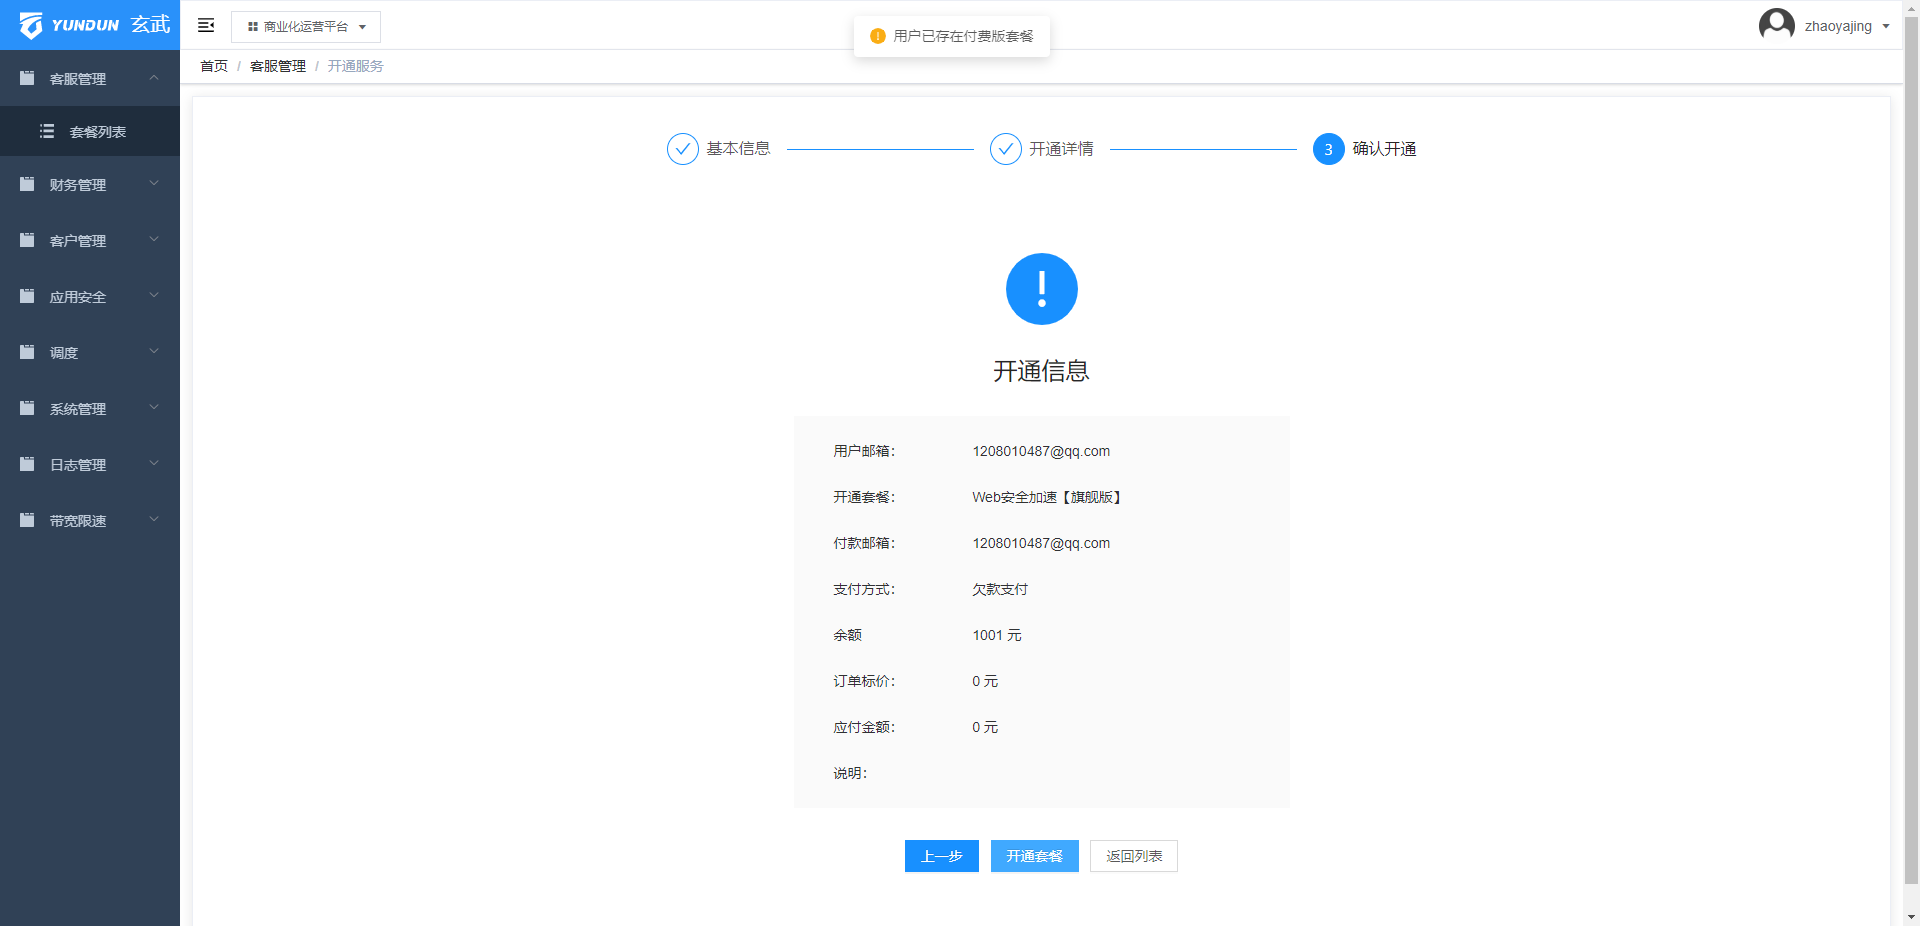 YUNDUN 玄武
商业化运营平台
用户已存在付费版套餐
zhaoyajing
首页 / 客服管理 / 开通服务
客服管理
套餐列表
财务管理
客户管理
应用安全
调度
系统管理
日志管理
带宽限速
基本信息
开通详情
3 确认开通
开通信息
用户邮箱: 1208010487@qq.com
开通套餐: Web安全加速【旗舰版】
付款邮箱: 1208010487@qq.com
支付方式: 欠款支付
余额 1001 元
订单标价: 0 元
应付金额: 0 元
说明:
上一步 开通套餐 返回列表